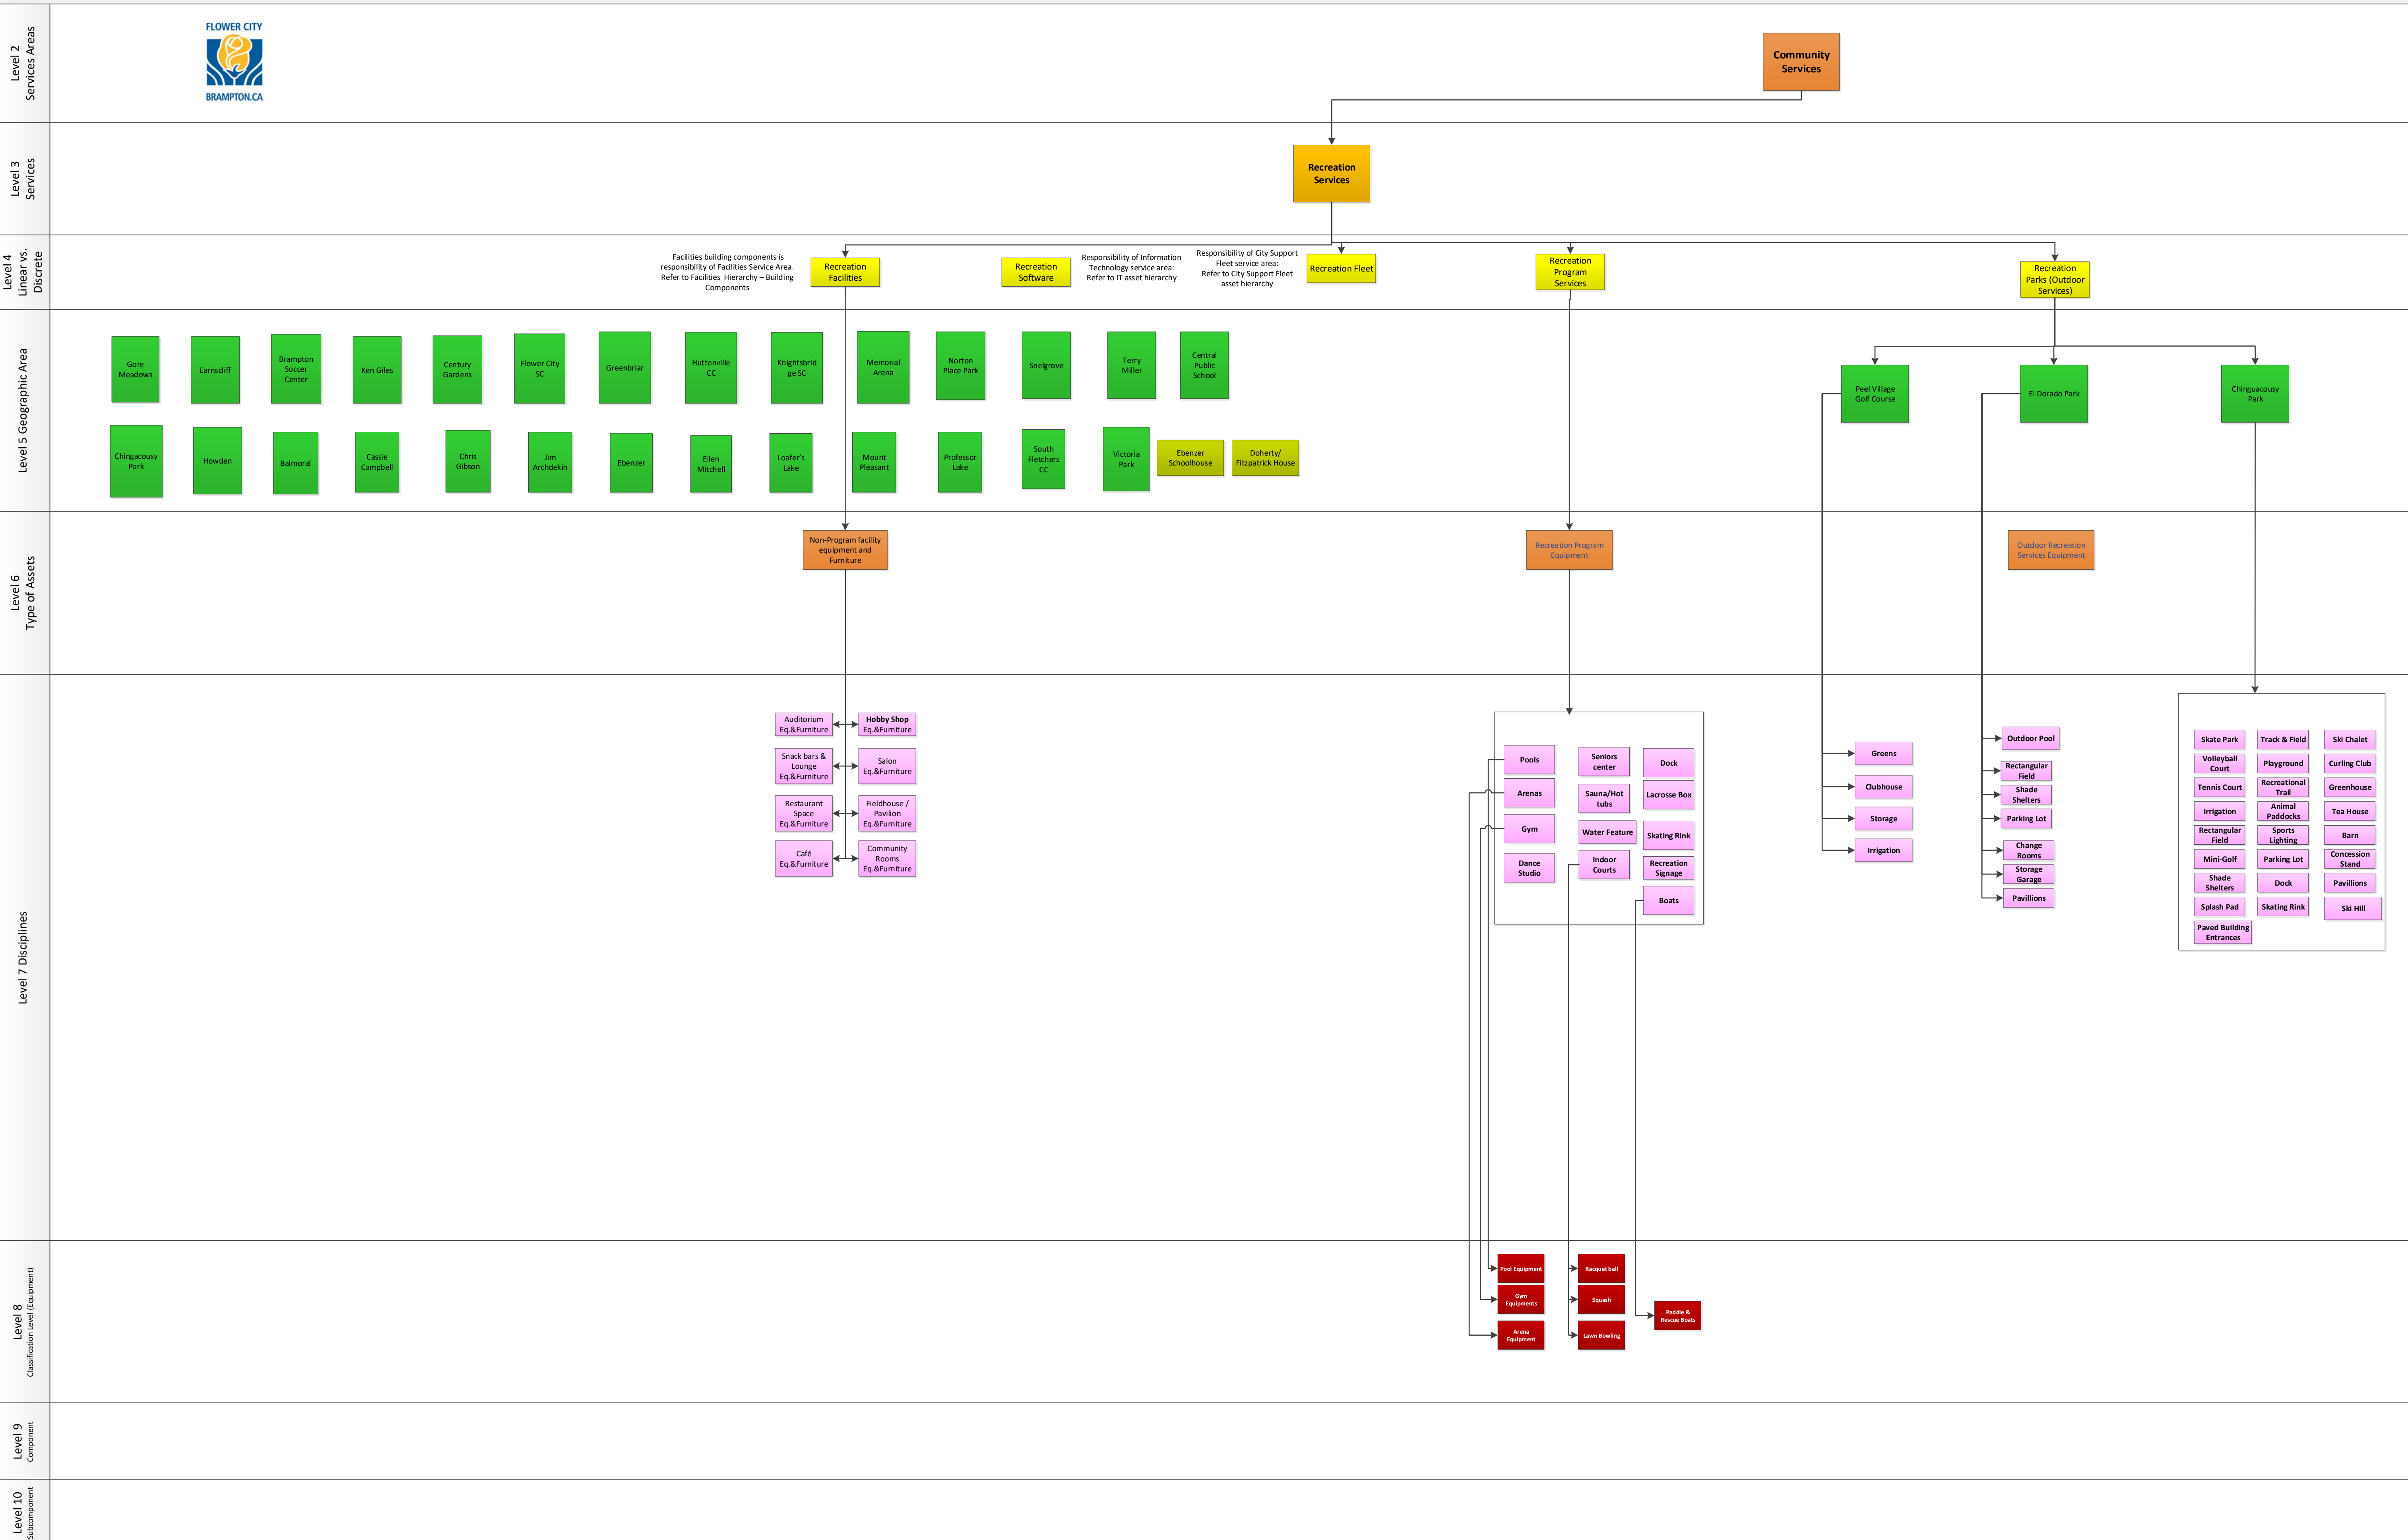 FLOWER CITY
BRAMPTON.CA
Level 2
Services Areas
Community
Services
Level 3
Services
Recreation
Services
Level 4
Linear vs.
Discrete
Facilities building components is
responsibility of Facilities Service Area.
Refer to Facilities Hierarchy – Building
Components
Recreation
Facilities
Recreation
Software
Responsibility of Information
Technology service area:
Refer to IT asset hierarchy
Responsibility of City Support
Fleet service area:
Refer to City Support Fleet
asset hierarchy
Recreation Fleet
Recreation
Program
Services
Recreation
Parks (Outdoor
Services)
Level 5 Geographic Area
Gore
Meadows
Earnscliff
Brampton
Soccer
Center
Ken Giles
Century
Gardens
Flower City
SC
Greenbriar
Huttonville
CC
Knightsbrid
ge SC
Memorial
Arena
Norton
Place Park
Snelgrove
Terry
Miller
Central
Public
School
Peel Village
Golf Course
El Dorado Park
Chinguacousy
Park
Chingacousy
Park
Howden
Balmoral
Cassie
Campbell
Chris
Gibson
Jim
Archdekin
Ebenzer
Ellen
Mitchell
Loafer's
Lake
Mount
Pleasant
Professor
Lake
South
Fletchers
CC
Victoria
Park
Ebenzer
Schoolhouse
Doherty/
Fitzpatrick House
Level 6
Type of Assets
Non-Program facility
equipment and
Furniture
Recreation Program
Equipment
Outdoor Recreation
Services Equipment
Level 7 Disciplines
Auditorium
Eq.&Furniture
Hobby Shop
Eq.&Furniture
Snack bars &
Lounge
Eq.&Furniture
Salon
Eq.&Furniture
Restaurant
Space
Eq.&Furniture
Fieldhouse /
Pavilion
Eq.&Furniture
Café
Eq.&Furniture
Community
Rooms
Eq.&Furniture
Pools
Arenas
Gym
Dance
Studio
Seniors
center
Sauna/Hot
tubs
Water Feature
Indoor
Courts
Dock
Lacrosse Box
Skating Rink
Recreation
Signage
Boats
Greens
Clubhouse
Storage
Irrigation
Outdoor Pool
Rectangular
Field
Shade
Shelters
Parking Lot
Change
Rooms
Storage
Garage
Pavillions
Skate Park
Volleyball
Court
Tennis Court
Irrigation
Rectangular
Field
Mini-Golf
Shade
Shelters
Splash Pad
Paved Building
Entrances
Track & Field
Playground
Recreational
Trail
Animal
Paddocks
Sports
Lighting
Parking Lot
Dock
Skating Rink
Ski Chalet
Curling Club
Greenhouse
Tea House
Barn
Concession
Stand
Pavillions
Ski Hill
Level 8
Classification Level (Equipment)
Pool Equipment
Gym
Equipments
Arena
Equipment
Racquet ball
Squash
Lawn Bowling
Paddle &
Rescue Boats
Level 9
Component
Level 10
Subcomponent